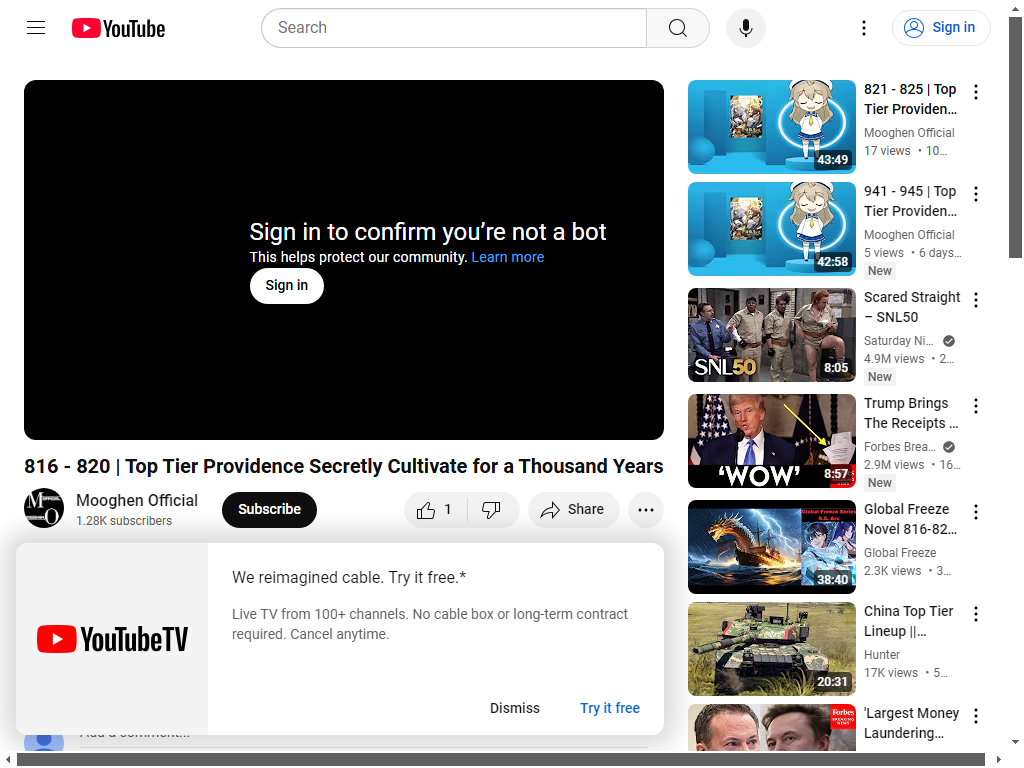 YouTube
Search
Sign in
Sign in to confirm you’re not a bot
This helps protect our community. Learn more
Sign in
816 - 820 | Top Tier Providence Secretly Cultivate for a Thousand Years
Mooghen Official
1.28K subscribers
Subscribe
1
Share
We reimagined cable. Try it free.*
Live TV from 100+ channels. No cable box or long-term contract
required. Cancel anytime.
YouTubeTV
Dismiss
Try it free
Add a comment...
43:49
821 - 825 | Top
Tier Providen...
Mooghen Official
17 views • 10...
42:58
941 - 945 | Top
Tier Providen...
Mooghen Official
5 views • 6 days...
New
SNL50
8:05
Scared Straight
– SNL50
Saturday Ni...
4.9M views • 2...
New
‘WOW’
8:57
Trump Brings
The Receipts ...
Forbes Brea...
2.9M views • 16...
New
Global Freeze Series
38:40
Global Freeze
Novel 816-82...
Global Freeze
2.3K views • 3...
20:31
China Top Tier
Lineup ||...
Hunter
17K views • 5...
Forbes
BREAKING
NEWS
'Largest Money
Laundering...